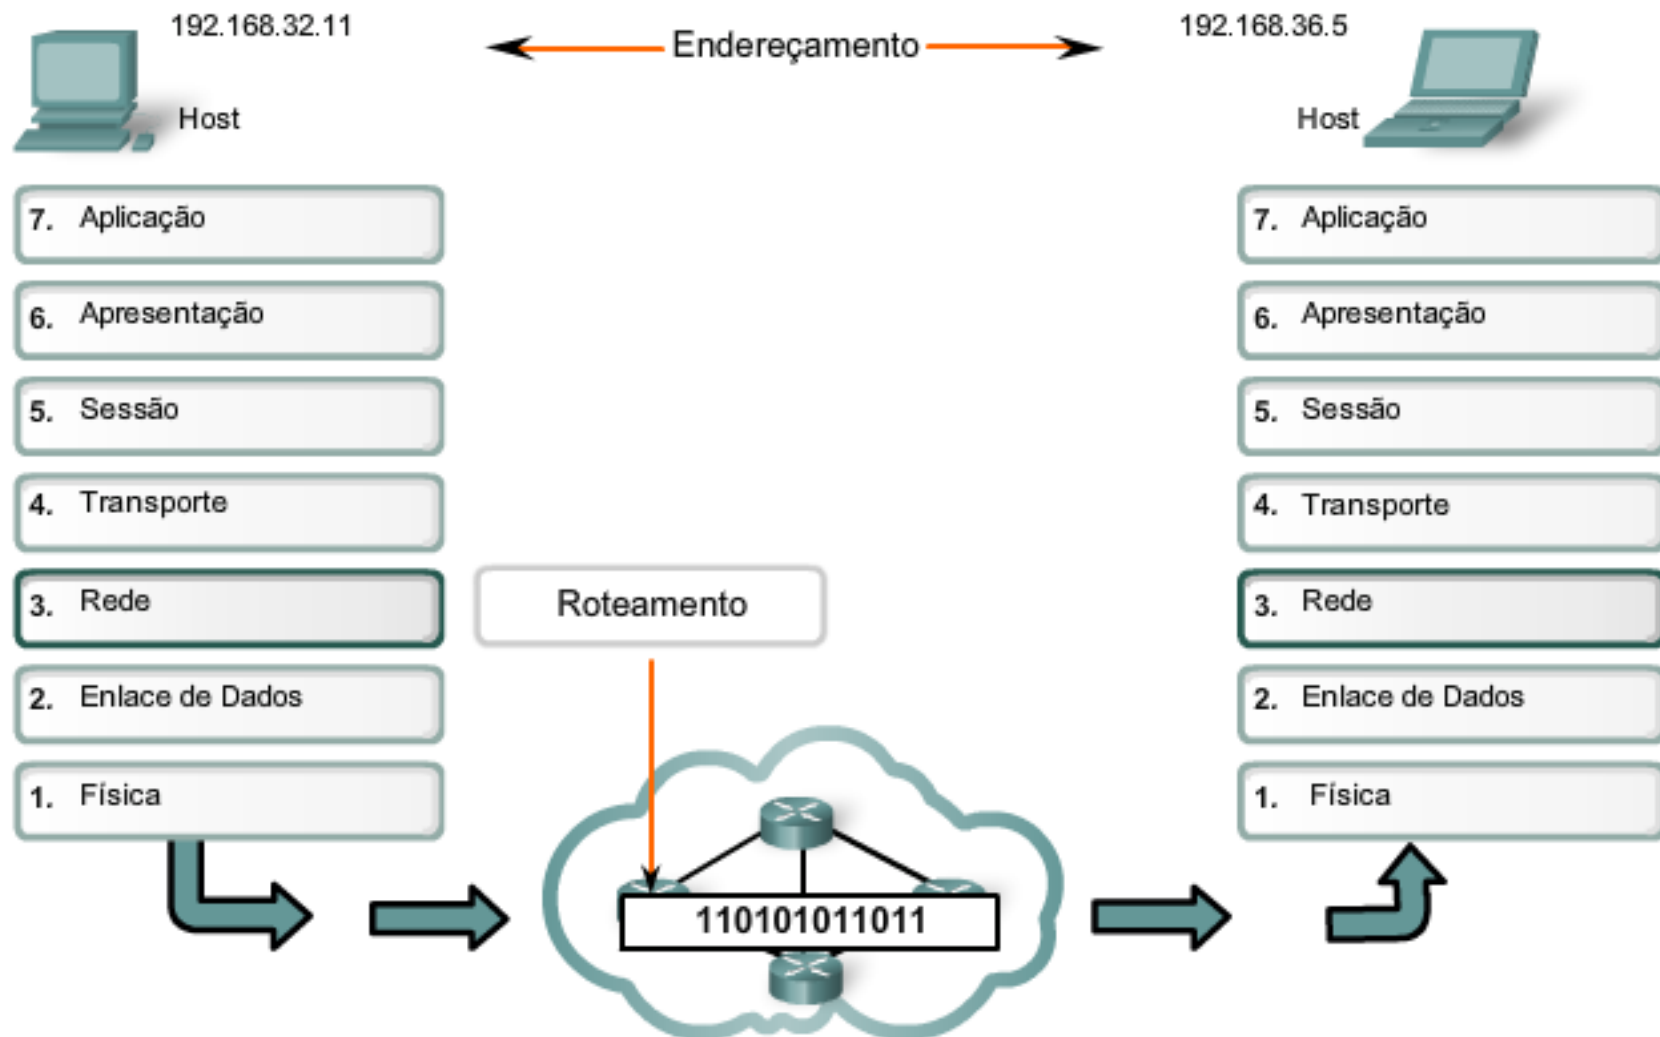 192.168.32.11
Endereçamento
192.168.36.5
Host
Host
7. Aplicação
6. Apresentação
5. Sessão
4. Transporte
3. Rede
2. Enlace de Dados
1. Física
Roteamento
110101011011
7. Aplicação
6. Apresentação
5. Sessão
4. Transporte
3. Rede
2. Enlace de Dados
1. Física